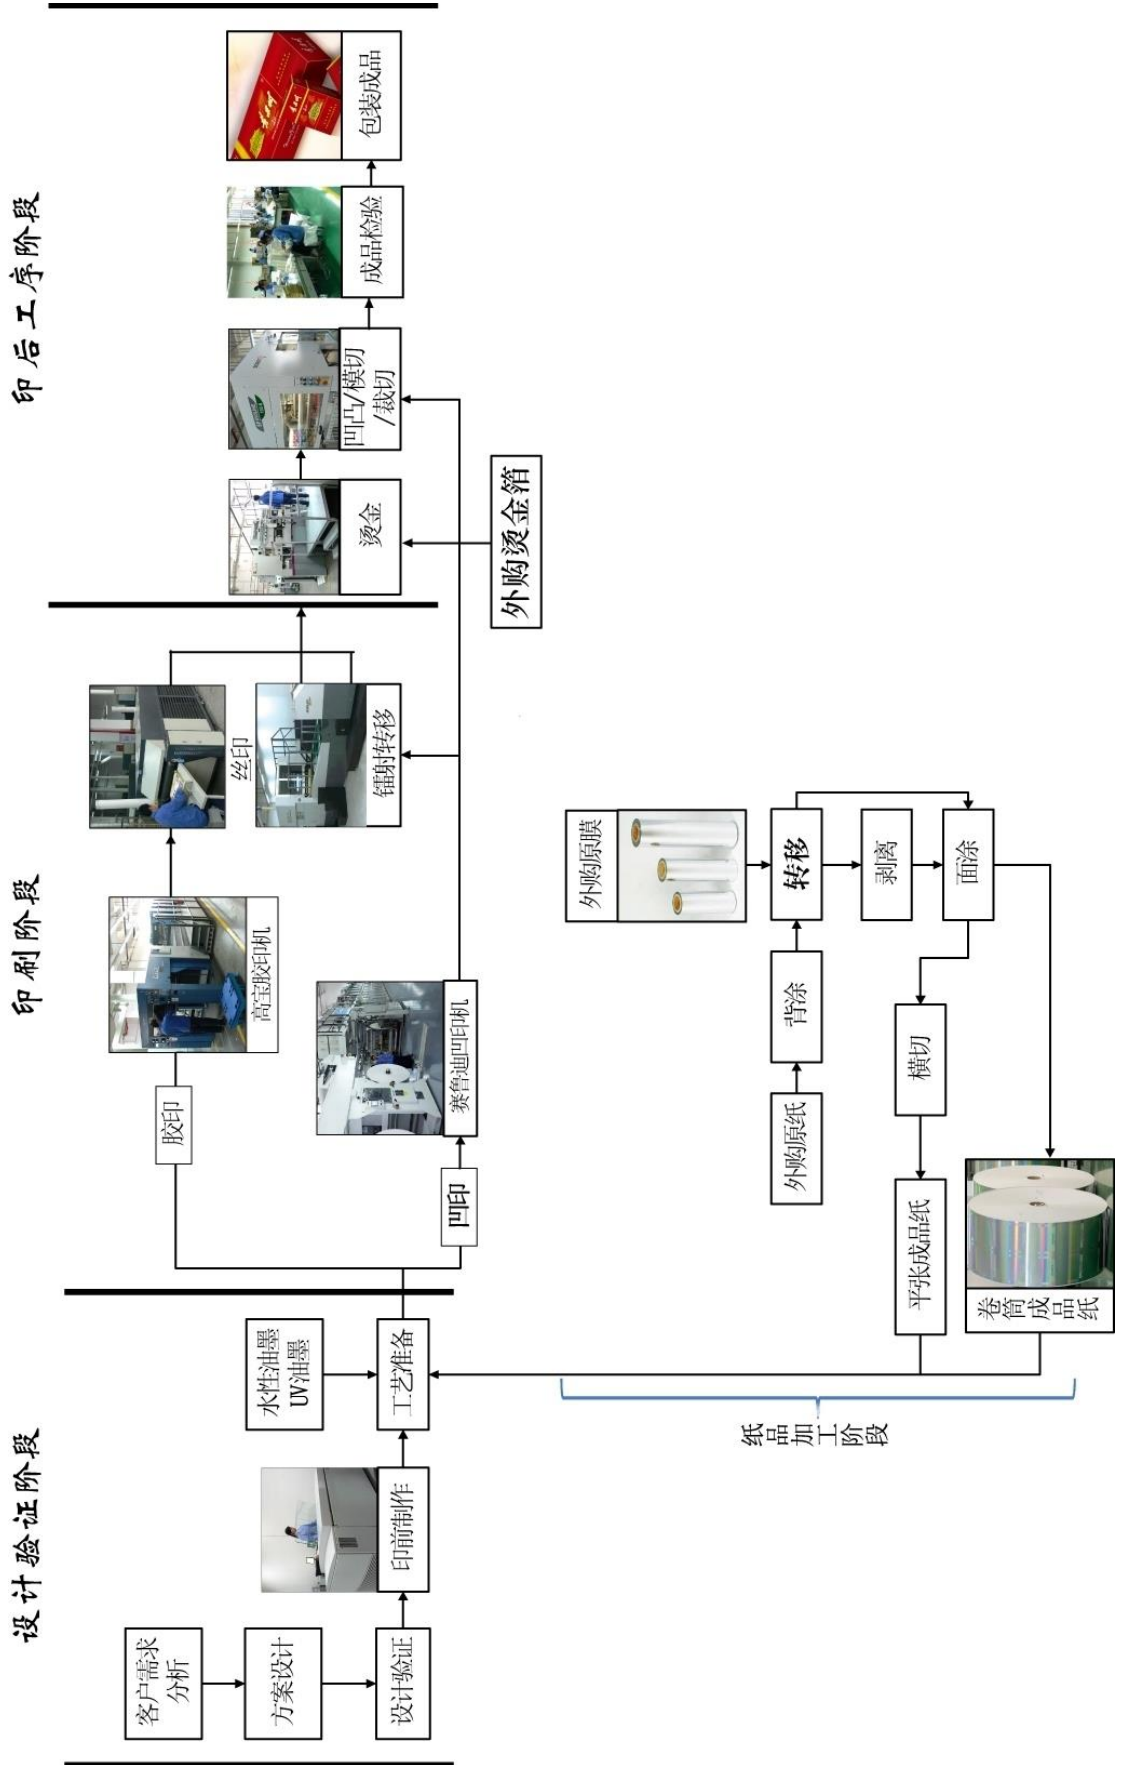 设计验证阶段
印刷阶段
印后工序阶段
客户需求
分析
方案设计
设计验证
印前制作
水性油墨
UV油墨
工艺准备
胶印
高宝胶印机
丝印
凹印
赛鲁迪凹印机
镭射转移
烫金
外购烫金箔
凹凸/模切
/裁切
成品检验
包装成品
外购原膜
外购原纸
背涂
转移
剥离
面涂
横切
平张成品纸
卷筒成品纸
纸品加工阶段